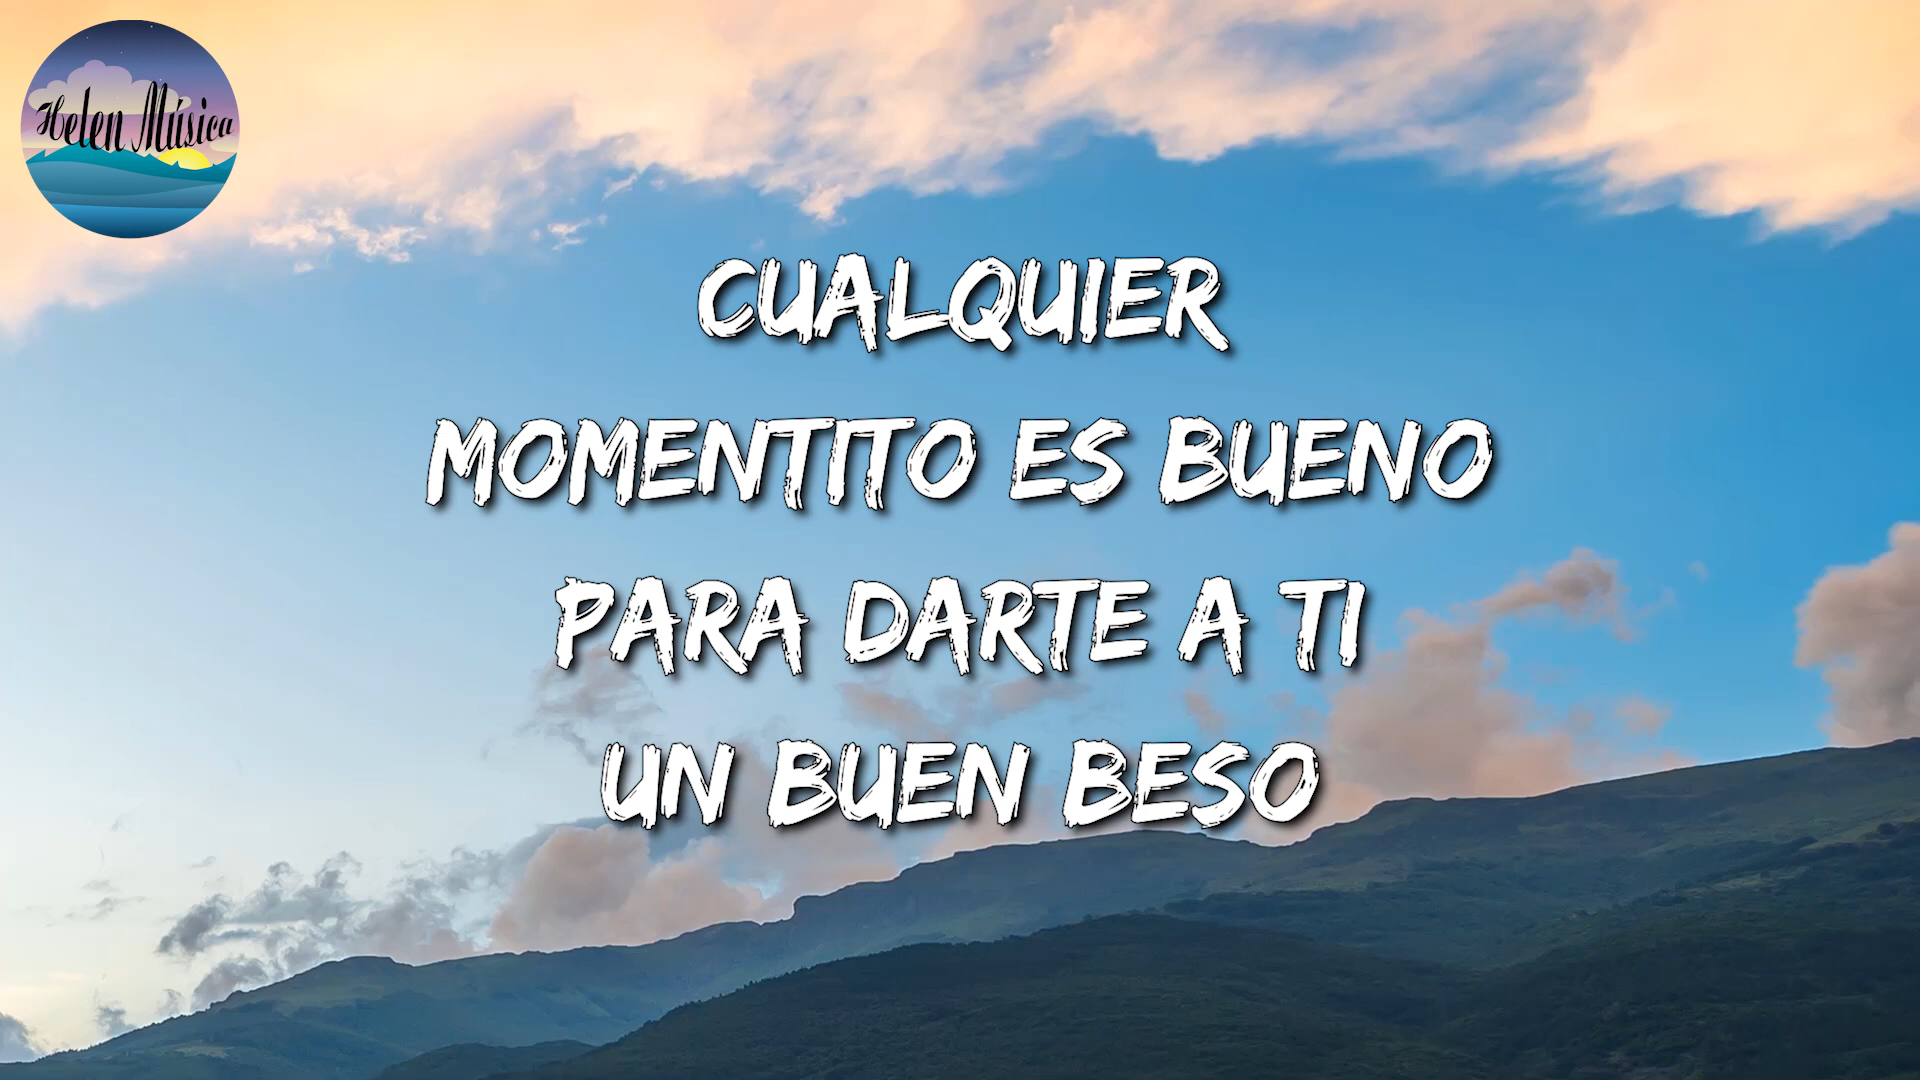 Helen Música
CUALQUIER
MOMENTITO ES BUENO
PARA DARTE A TI
UN BUEN BESO